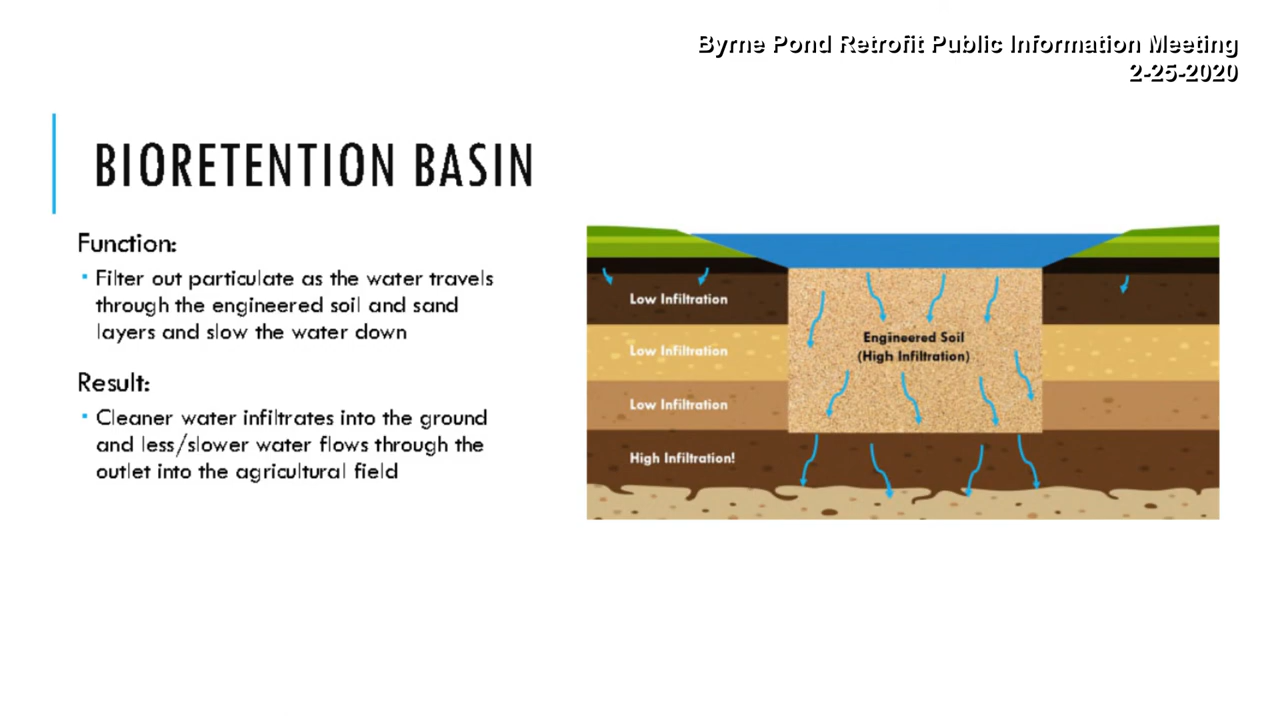 Byrne Pond Retrofit Public Information Meeting
2-25-2020
BIORETENTION BASIN
Function:
Filter out particulate as the water travels
through the engineered soil and sand
layers and slow the water down
Result:
Cleaner water infiltrates into the ground
and less/slower water flows through the
outlet into the agricultural field
Low Infiltration
Engineered Soil
(High Infiltration)
Low Infiltration
Low Infiltration
High Infiltration!